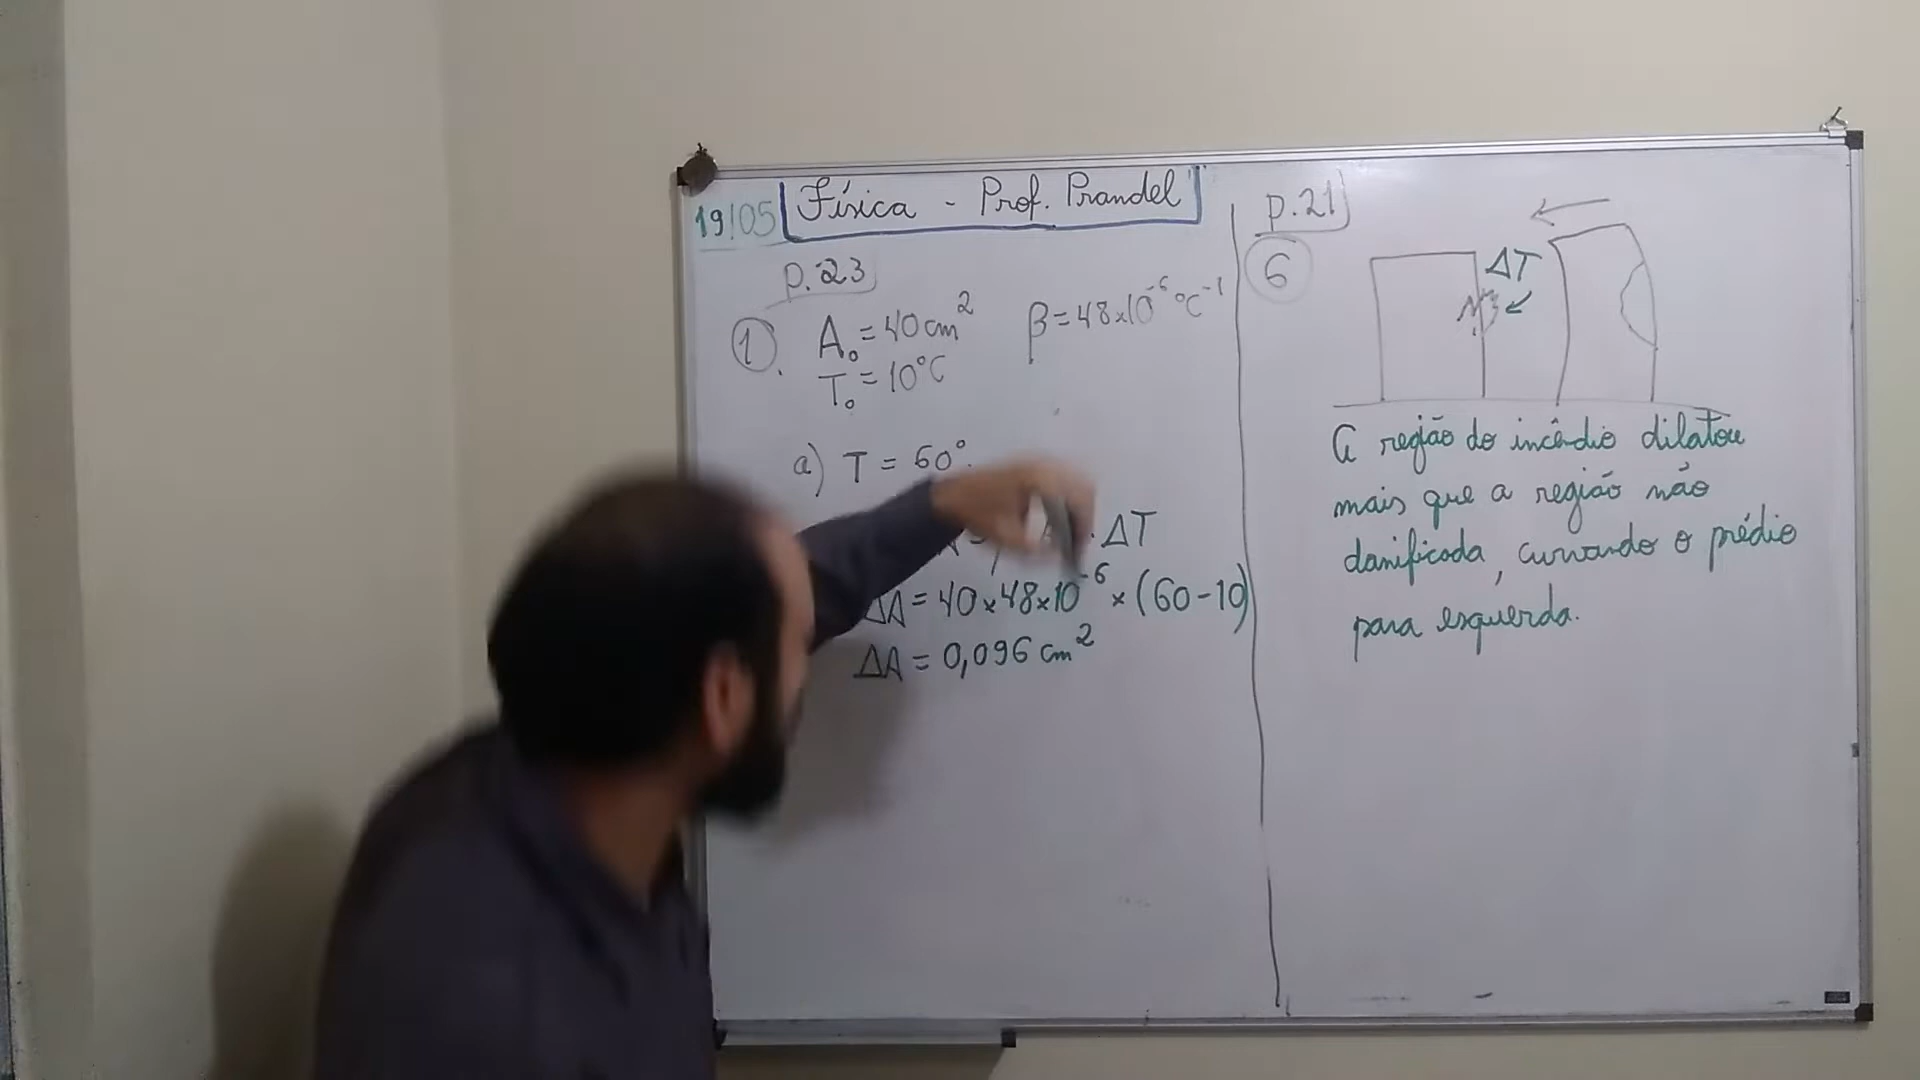 19/05 Física - Prof. Prandel
p.23
1 A₀ = 40 cm² β = 48x10⁻⁶ °C⁻¹
T₀ = 10°C
a) T = 60°
. ΔT
ΔA = 40 x 48 x 10⁻⁶ x (60 - 10)
ΔA = 0,096 cm²
p.21
6
ΔT
A região do incêndio dilatou
mais que a região não
danificada, curvando o prédio
para esquerda.